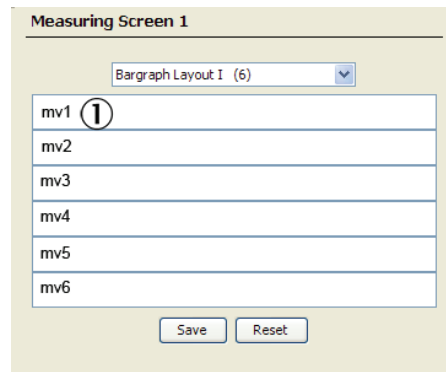 Measuring Screen 1
Bargraph Layout I (6)
mv1 ①
mv2
mv3
mv4
mv5
mv6
Save Reset